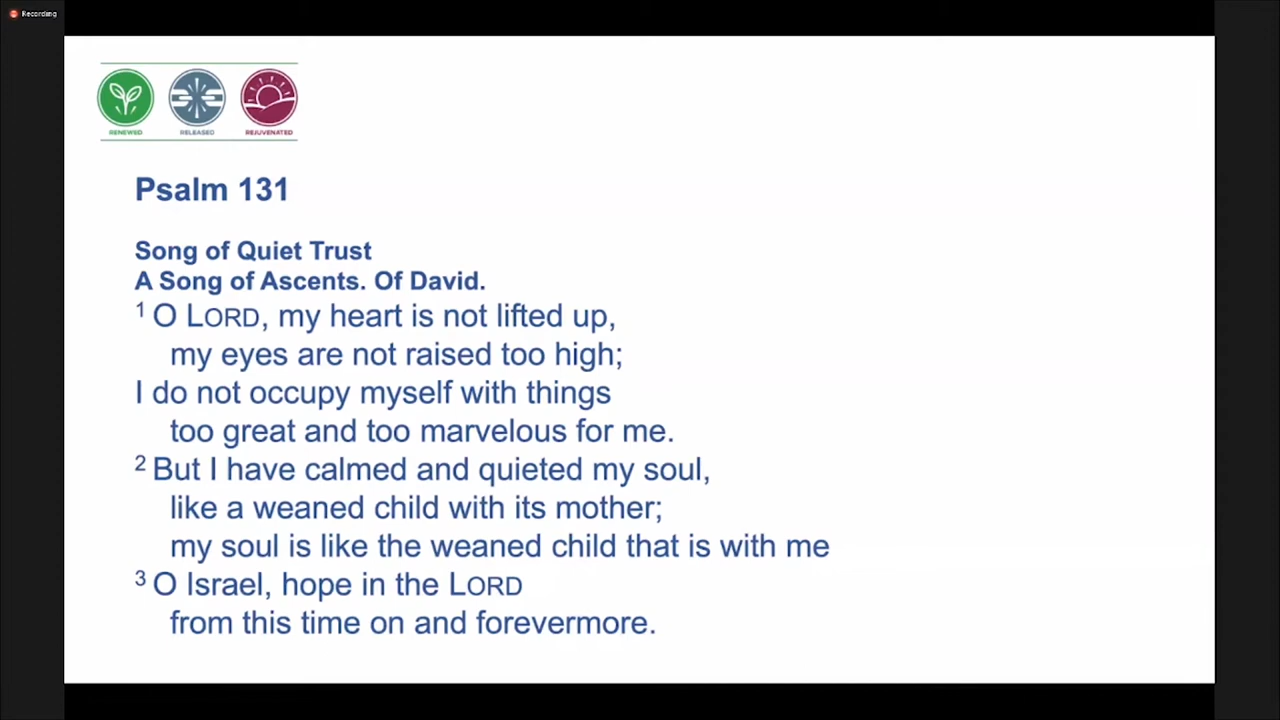 Recording
RENEWED RELEASED REJUVENATED
Psalm 131
Song of Quiet Trust
A Song of Ascents. Of David.
1 O LORD, my heart is not lifted up,
my eyes are not raised too high;
I do not occupy myself with things
too great and too marvelous for me.
2 But I have calmed and quieted my soul,
like a weaned child with its mother;
my soul is like the weaned child that is with me
3 O Israel, hope in the LORD
from this time on and forevermore.